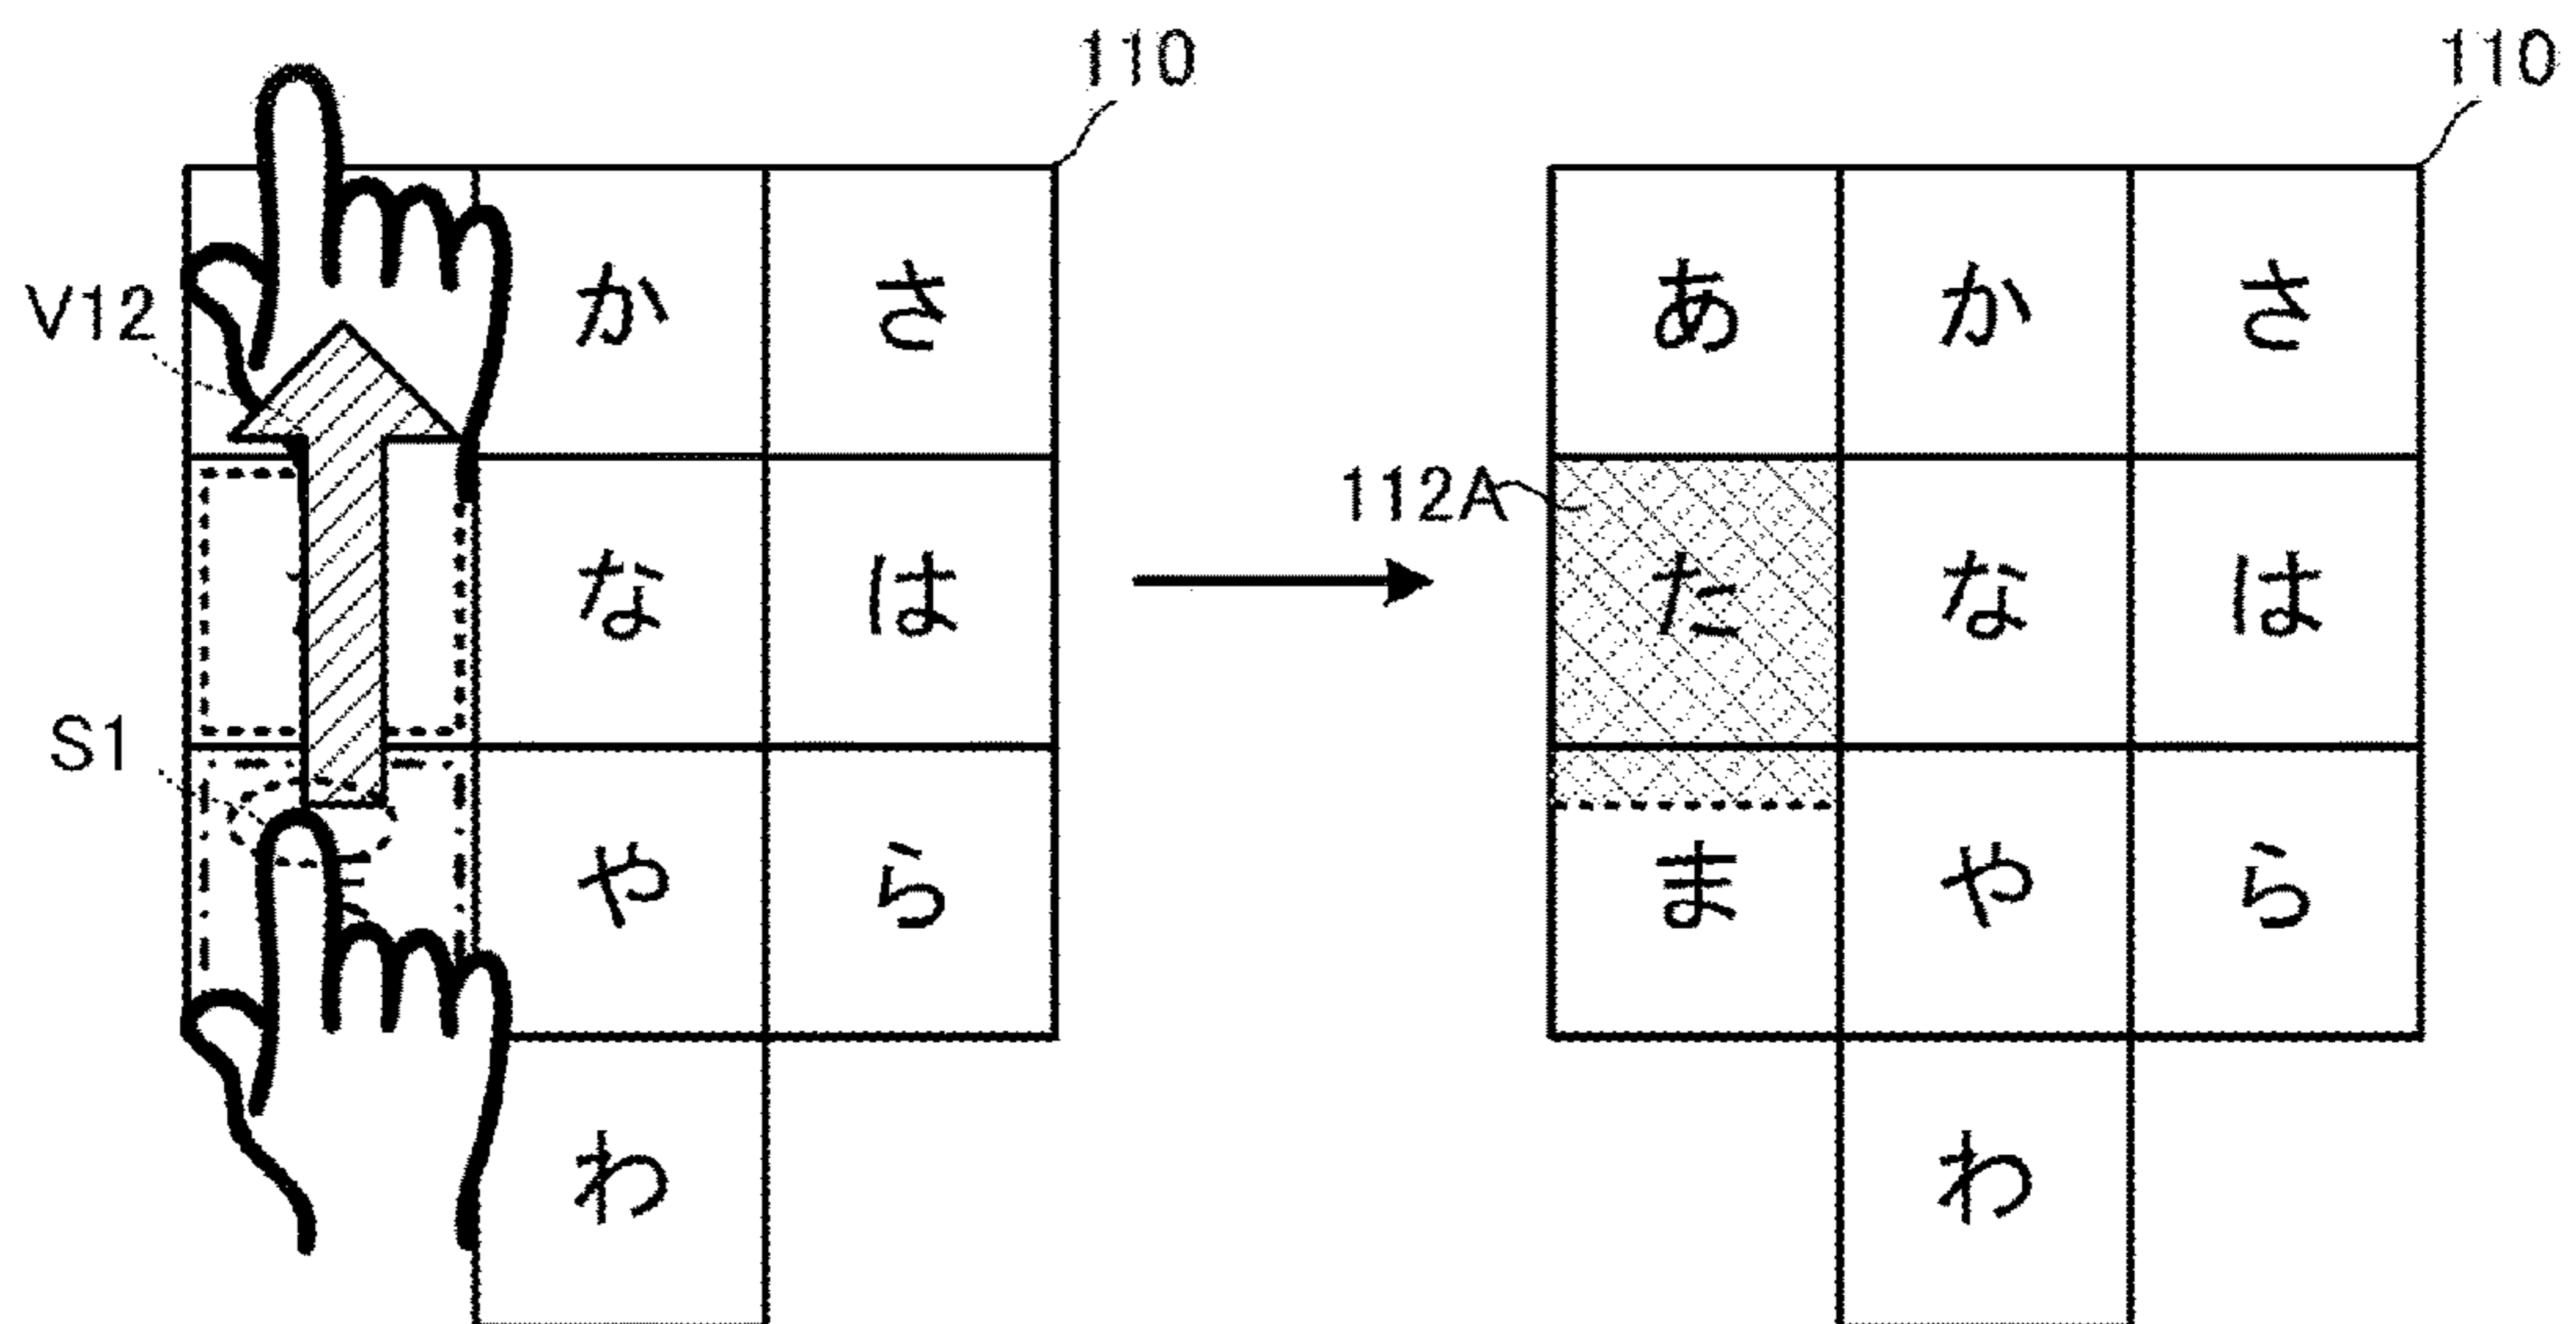 110
110
V12
か
さ
あ
か
さ
112A
な
は
た
な
は
S1
や
ら
ま
や
ら
わ
わ